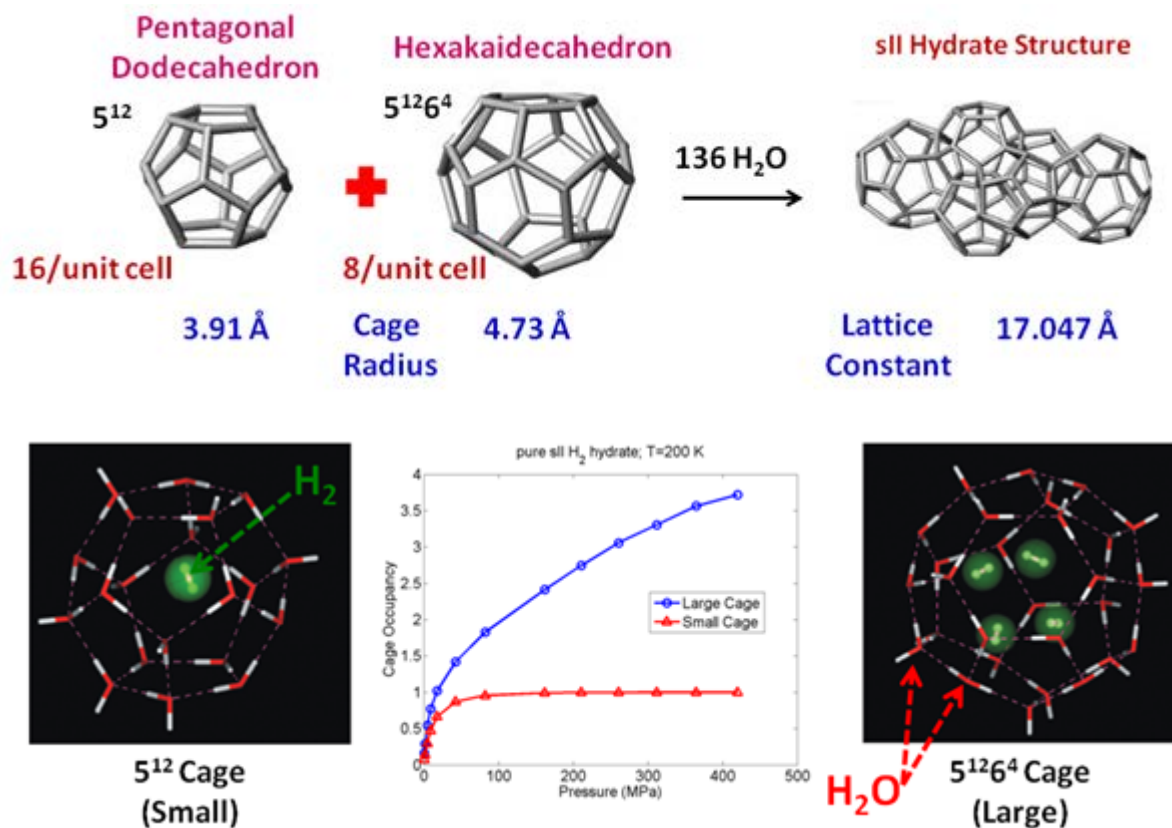 Pentagonal
Dodecahedron
Hexakaidecahedron
sII Hydrate Structure
5¹²
5¹²6⁴
136 H₂O
16/unit cell
8/unit cell
3.91 Å
Cage
Radius
4.73 Å
Lattice
Constant
17.047 Å
H₂
pure sII H₂ hydrate; T=200 K
4
3.5
3
2.5
2
1.5
1
0.5
0
Cage Occupancy
Large Cage
Small Cage
0 100 200 300 400 500
Pressure (MPa)
5¹² Cage
(Small)
H₂O
5¹²6⁴ Cage
(Large)